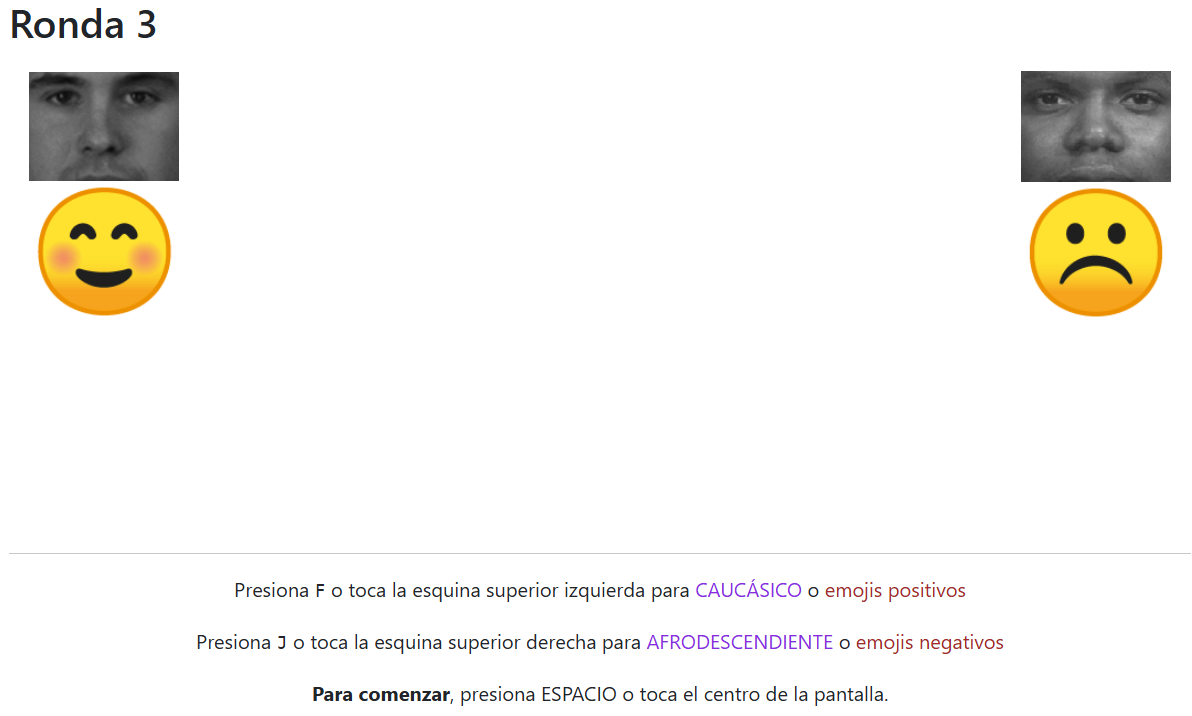 Ronda 3
Presiona F o toca la esquina superior izquierda para CAUCÁSICO o emojis positivos
Presiona J o toca la esquina superior derecha para AFRODESCENDIENTE o emojis negativos
Para comenzar, presiona ESPACIO o toca el centro de la pantalla.